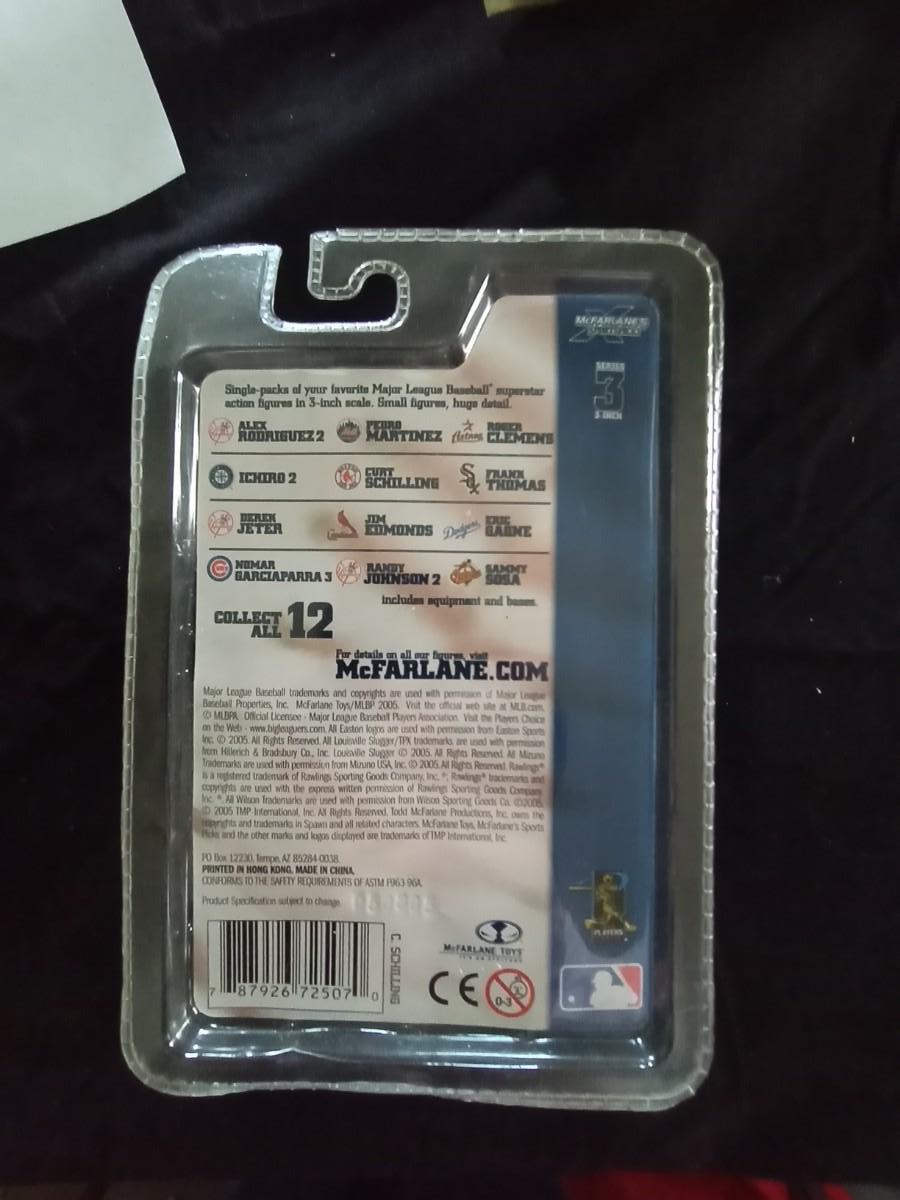 McFARLANE'S
SERIES
3
3-INCH
Single-packs of your favorite Major League Baseball® superstar
action figures in 3-inch scale. Small figures, huge detail.
ALEX RODRIGUEZ 2
PEDRO MARTINEZ
Astros ROGER CLEMENS
ICHIRO 2
CURT SCHILLING
Sox FRANK THOMAS
DEREK JETER
Cardinals JIM EDMONDS
Dodgers ERIC GAGNE
NOMAR GARCIAPARRA 3
RANDY JOHNSON 2
SAMMY SOSA
includes equipment and bases.
COLLECT ALL 12
For details on all our figures, visit
McFARLANE.COM
Major League Baseball trademarks and copyrights are used with permission of Major League
Baseball Properties, Inc. McFarlane Toys/MLBP 2005. Visit the official web site at MLB.com.
© MLBPA. Official Licensee - Major League Baseball Players Association. Visit the Players Choice
on the Web - www.bigleaguers.com. All Easton logos are used with permission from Easton Sports
Inc. © 2005. All Rights Reserved. All Louisville Slugger/TPX trademarks are used with permission
from Hillerich & Bradsbury Co., Inc. Louisville Slugger © 2005. All Rights Reserved. All Mizuno
Trademarks are used with permission from Mizuno USA, Inc. © 2005. All Rights Reserved. Rawlings®
is a registered trademark of Rawlings Sporting Goods Company, Inc. ®; Rawlings® trademarks and
copyrights are used with the express written permission of Rawlings Sporting Goods Company,
Inc. ®. All Wilson Trademarks are used with permission from Wilson Sporting Goods Co. ©2005.
© 2005 TMP International, Inc. All Rights Reserved. Todd McFarlane Productions, Inc. owns the
copyrights and trademarks in Spawn and all related characters. McFarlane Toys, McFarlane's Sports
Picks and the other marks and logos displayed are trademarks of TMP International, Inc.
PO Box 12230, Tempe, AZ 85284-0038.
PRINTED IN HONG KONG. MADE IN CHINA.
CONFORMS TO THE SAFETY REQUIREMENTS OF ASTM F963 96A.
Product Specification subject to change.
7 87926 72507 0
C. SCHILLING
McFARLANE TOYS
CE
0-3
PLAYERS